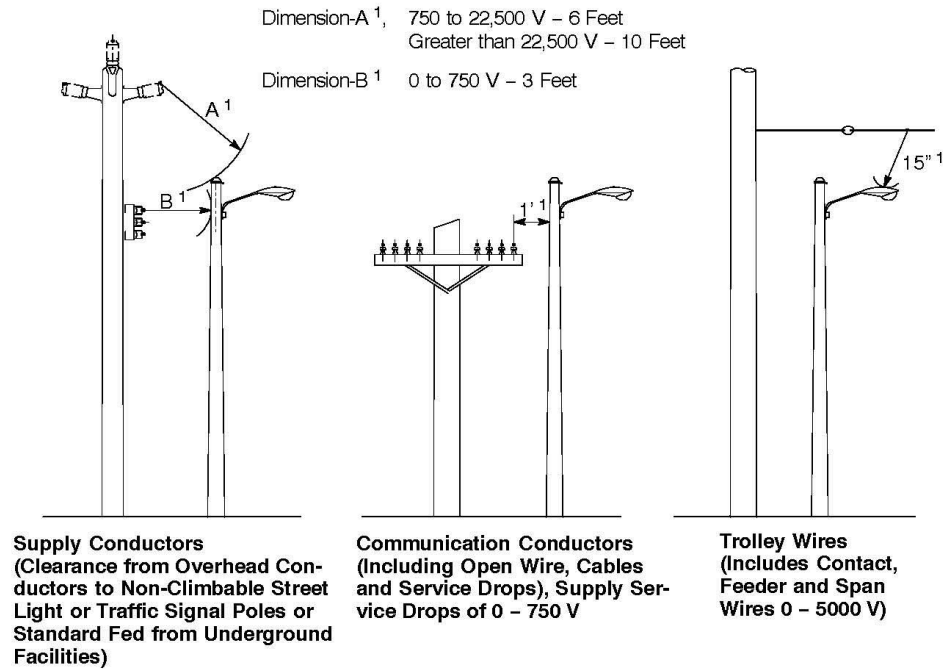 Dimension-A ¹, 750 to 22,500 V – 6 Feet
Greater than 22,500 V – 10 Feet
Dimension-B ¹ 0 to 750 V – 3 Feet
A ¹
B ¹
1' ¹
15" ¹
Supply Conductors
(Clearance from Overhead Con-
ductors to Non-Climbable Street
Light or Traffic Signal Poles or
Standard Fed from Underground
Facilities)
Communication Conductors
(Including Open Wire, Cables
and Service Drops), Supply Ser-
vice Drops of 0 – 750 V
Trolley Wires
(Includes Contact,
Feeder and Span
Wires 0 – 5000 V)